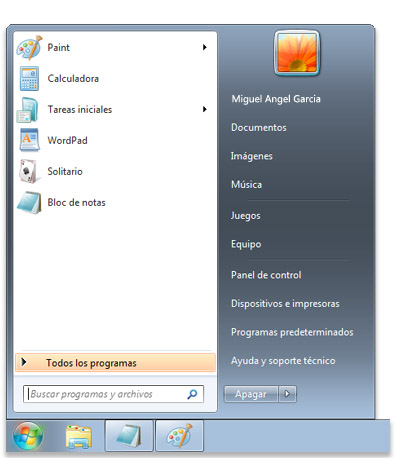 Paint
Calculadora
Tareas iniciales
WordPad
Solitario
Bloc de notas
Todos los programas
Buscar programas y archivos
Miguel Angel Garcia
Documentos
Imágenes
Música
Juegos
Equipo
Panel de control
Dispositivos e impresoras
Programas predeterminados
Ayuda y soporte técnico
Apagar